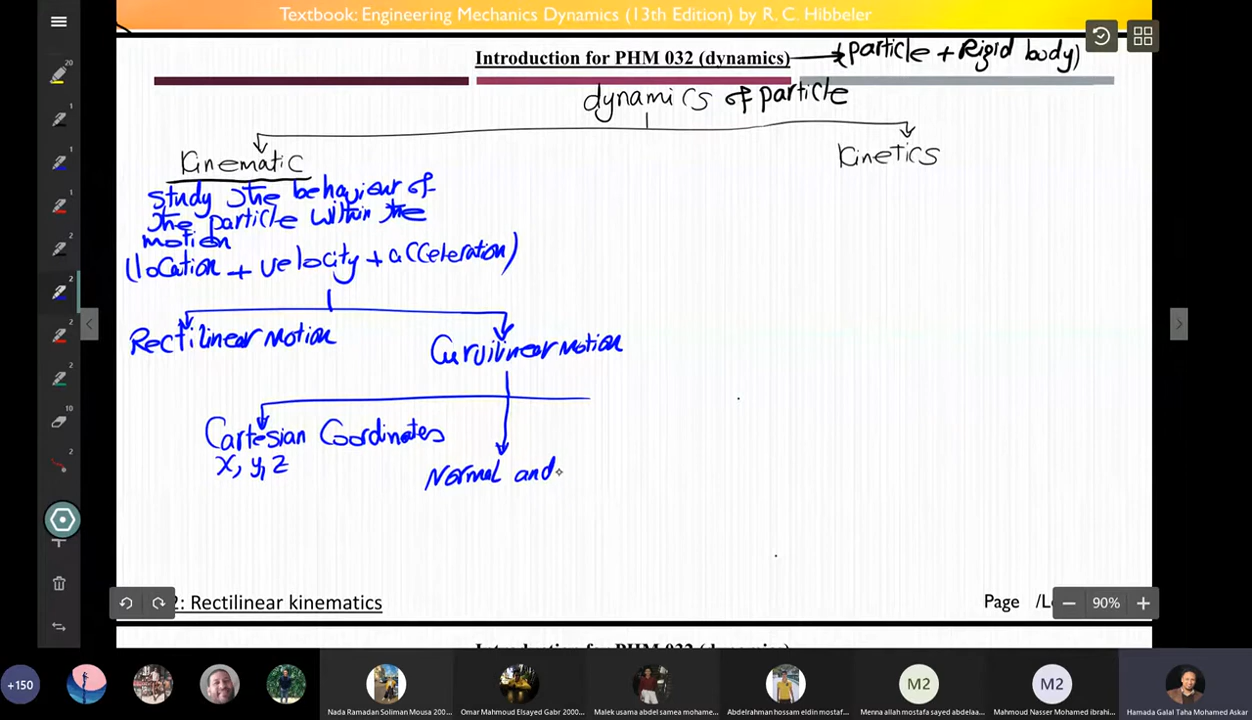 Textbook: Engineering Mechanics Dynamics (13th Edition) by R. C. Hibbeler
Introduction for PHM 032 (dynamics) (particle + Rigid body)
dynamics of particle
Kinematic
Kinetics
study the behaviour of
the particle within the
motion
(location + velocity + acceleration)
Rectilinear motion
Curvilinear motion
Cartesian Coordinates
x, y, z
Normal and
2: Rectilinear kinematics
Page /L
90%
+150
Nada Ramadan Soliman Mousa 200...
Omar Mahmoud Elsayed Gabr 2000...
Malek usama abdel samea mohame...
Abdelrahman hossam eldin mostaf...
M2
Menna allah mostafa sayed abdelaa...
M2
Mahmoud Nasser Mohamed ibrahi...
Hamada Galal Taha Mohamed Askar